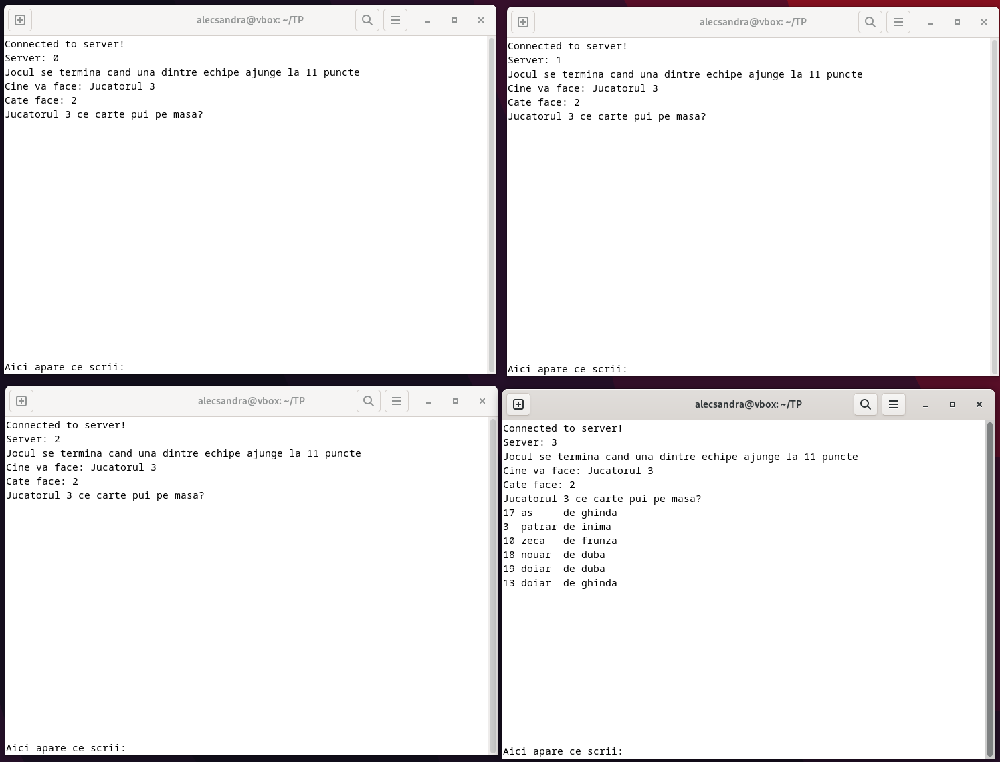 alecsandra@vbox: ~/TP
Connected to server!
Server: 0
Jocul se termina cand una dintre echipe ajunge la 11 puncte
Cine va face: Jucatorul 3
Cate face: 2
Jucatorul 3 ce carte pui pe masa?
Aici apare ce scrii:
alecsandra@vbox: ~/TP
Connected to server!
Server: 1
Jocul se termina cand una dintre echipe ajunge la 11 puncte
Cine va face: Jucatorul 3
Cate face: 2
Jucatorul 3 ce carte pui pe masa?
Aici apare ce scrii:
alecsandra@vbox: ~/TP
Connected to server!
Server: 2
Jocul se termina cand una dintre echipe ajunge la 11 puncte
Cine va face: Jucatorul 3
Cate face: 2
Jucatorul 3 ce carte pui pe masa?
Aici apare ce scrii:
alecsandra@vbox: ~/TP
Connected to server!
Server: 3
Jocul se termina cand una dintre echipe ajunge la 11 puncte
Cine va face: Jucatorul 3
Cate face: 2
Jucatorul 3 ce carte pui pe masa?
17 as     de ghinda
3  patrar de inima
10 zeca   de frunza
18 nouar  de duba
19 doiar  de duba
13 doiar  de ghinda
Aici apare ce scrii: